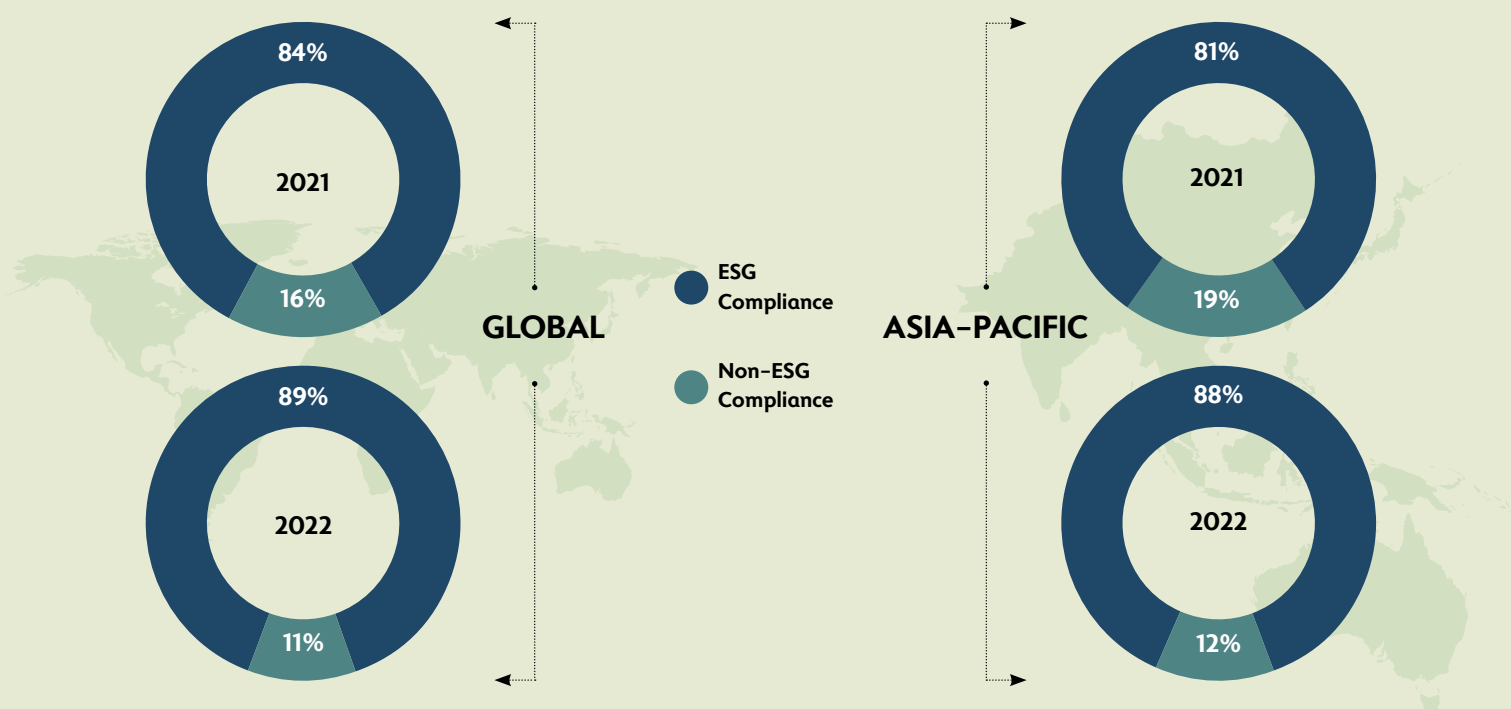 84%
2021
16%
GLOBAL
89%
2022
11%
ESG
Compliance
Non-ESG
Compliance
81%
2021
19%
ASIA-PACIFIC
88%
2022
12%